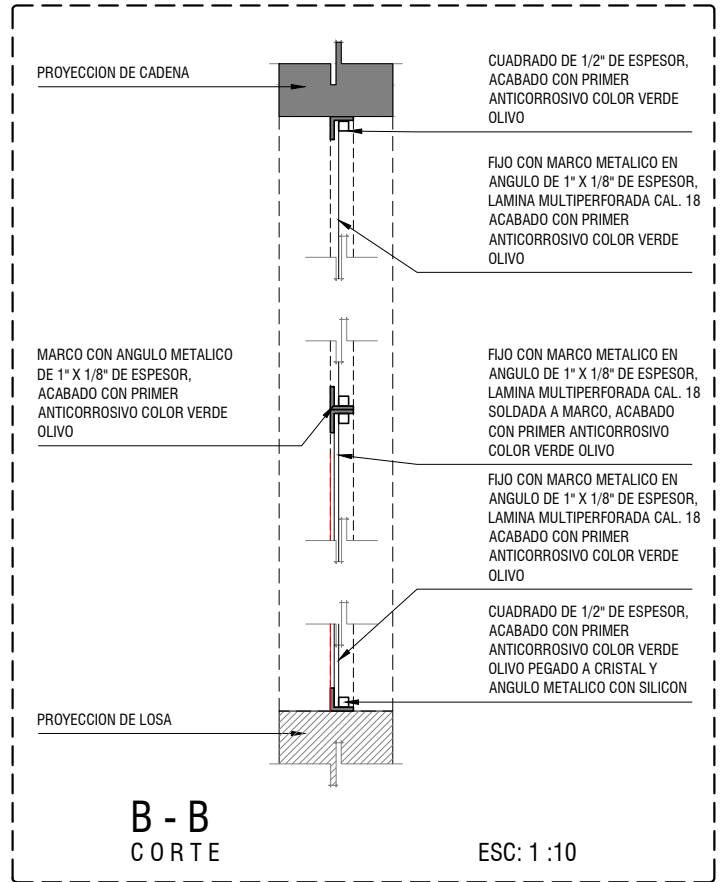 PROYECCION DE CADENA
CUADRADO DE 1/2" DE ESPESOR,
ACABADO CON PRIMER
ANTICORROSIVO COLOR VERDE
OLIVO
FIJO CON MARCO METALICO EN
ANGULO DE 1" X 1/8" DE ESPESOR,
LAMINA MULTIPERFORADA CAL. 18
ACABADO CON PRIMER
ANTICORROSIVO COLOR VERDE
OLIVO
MARCO CON ANGULO METALICO
DE 1" X 1/8" DE ESPESOR,
ACABADO CON PRIMER
ANTICORROSIVO COLOR VERDE
OLIVO
FIJO CON MARCO METALICO EN
ANGULO DE 1" X 1/8" DE ESPESOR,
LAMINA MULTIPERFORADA CAL. 18
SOLDADA A MARCO, ACABADO
CON PRIMER ANTICORROSIVO
COLOR VERDE OLIVO
FIJO CON MARCO METALICO EN
ANGULO DE 1" X 1/8" DE ESPESOR,
LAMINA MULTIPERFORADA CAL. 18
ACABADO CON PRIMER
ANTICORROSIVO COLOR VERDE
OLIVO
CUADRADO DE 1/2" DE ESPESOR,
ACABADO CON PRIMER
ANTICORROSIVO COLOR VERDE
OLIVO PEGADO A CRISTAL Y
ANGULO METALICO CON SILICON
PROYECCION DE LOSA
B - B
CORTE
ESC: 1 :10